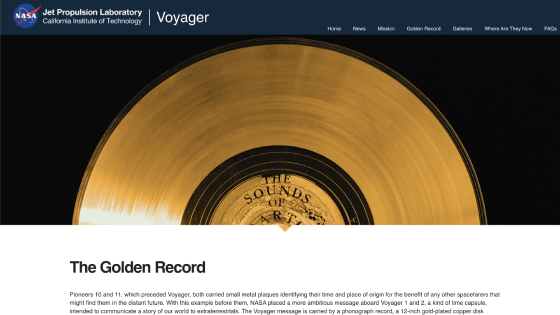 NASA
Jet Propulsion Laboratory
California Institute of Technology
Voyager
Home News Mission Golden Record Galleries Where Are They Now FAQs
THE
SOUNDS
OF
EARTH
The Golden Record
Pioneers 10 and 11, which preceded Voyager, both carried small metal plaques identifying their time and place of origin for the benefit of any other spacefarers that
might find them in the distant future. With this example before them, NASA placed a more ambitious message aboard Voyager 1 and 2, a kind of time capsule,
intended to communicate a story of our world to extraterrestrials. The Voyager message is carried by a phonograph record, a 12-inch gold-plated copper disk